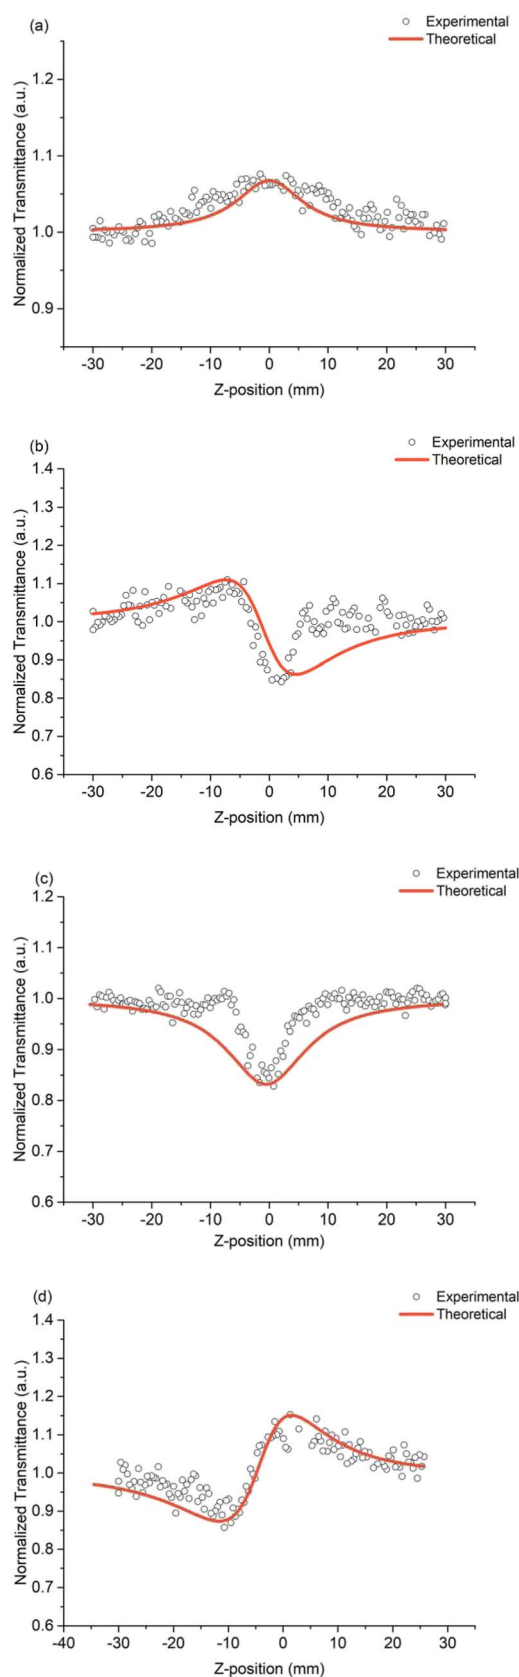 (a)
Experimental
Theoretical
Normalized Transmittance (a.u.)
1.2
1.1
1.0
0.9
-30 -20 -10 0 10 20 30
Z-position (mm)
(b)
Experimental
Theoretical
Normalized Transmittance (a.u.)
1.4
1.3
1.2
1.1
1.0
0.9
0.8
0.7
0.6
-30 -20 -10 0 10 20 30
Z-position (mm)
(c)
Experimental
Theoretical
Normalized Transmittance (a.u.)
1.2
1.1
1.0
0.9
0.8
0.7
0.6
-30 -20 -10 0 10 20 30
Z-position (mm)
(d)
Experimental
Theoretical
Normalized Transmittance (a.u.)
1.4
1.3
1.2
1.1
1.0
0.9
0.8
0.7
0.6
-40 -30 -20 -10 0 10 20 30
Z-position (mm)